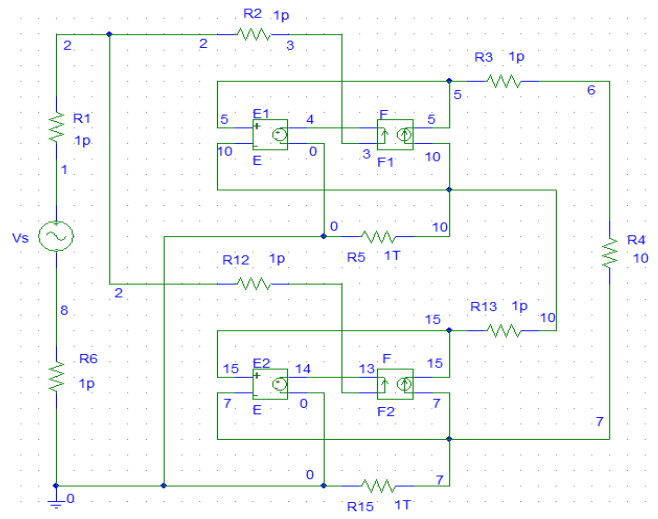 R2 1p
2 2 3
R3 1p
5 6
R1
1p
E1 4 F 5
5 + 
10 -
E 0 3 F1 10
1
Vs
0 10
R5 1T
R4
10
R12 1p
2
8
R13 1p
15 10
R6
1p
E2 14 13 F 15
15 +
7 -
E 0 F2 7
7
0 7
0
R15 1T